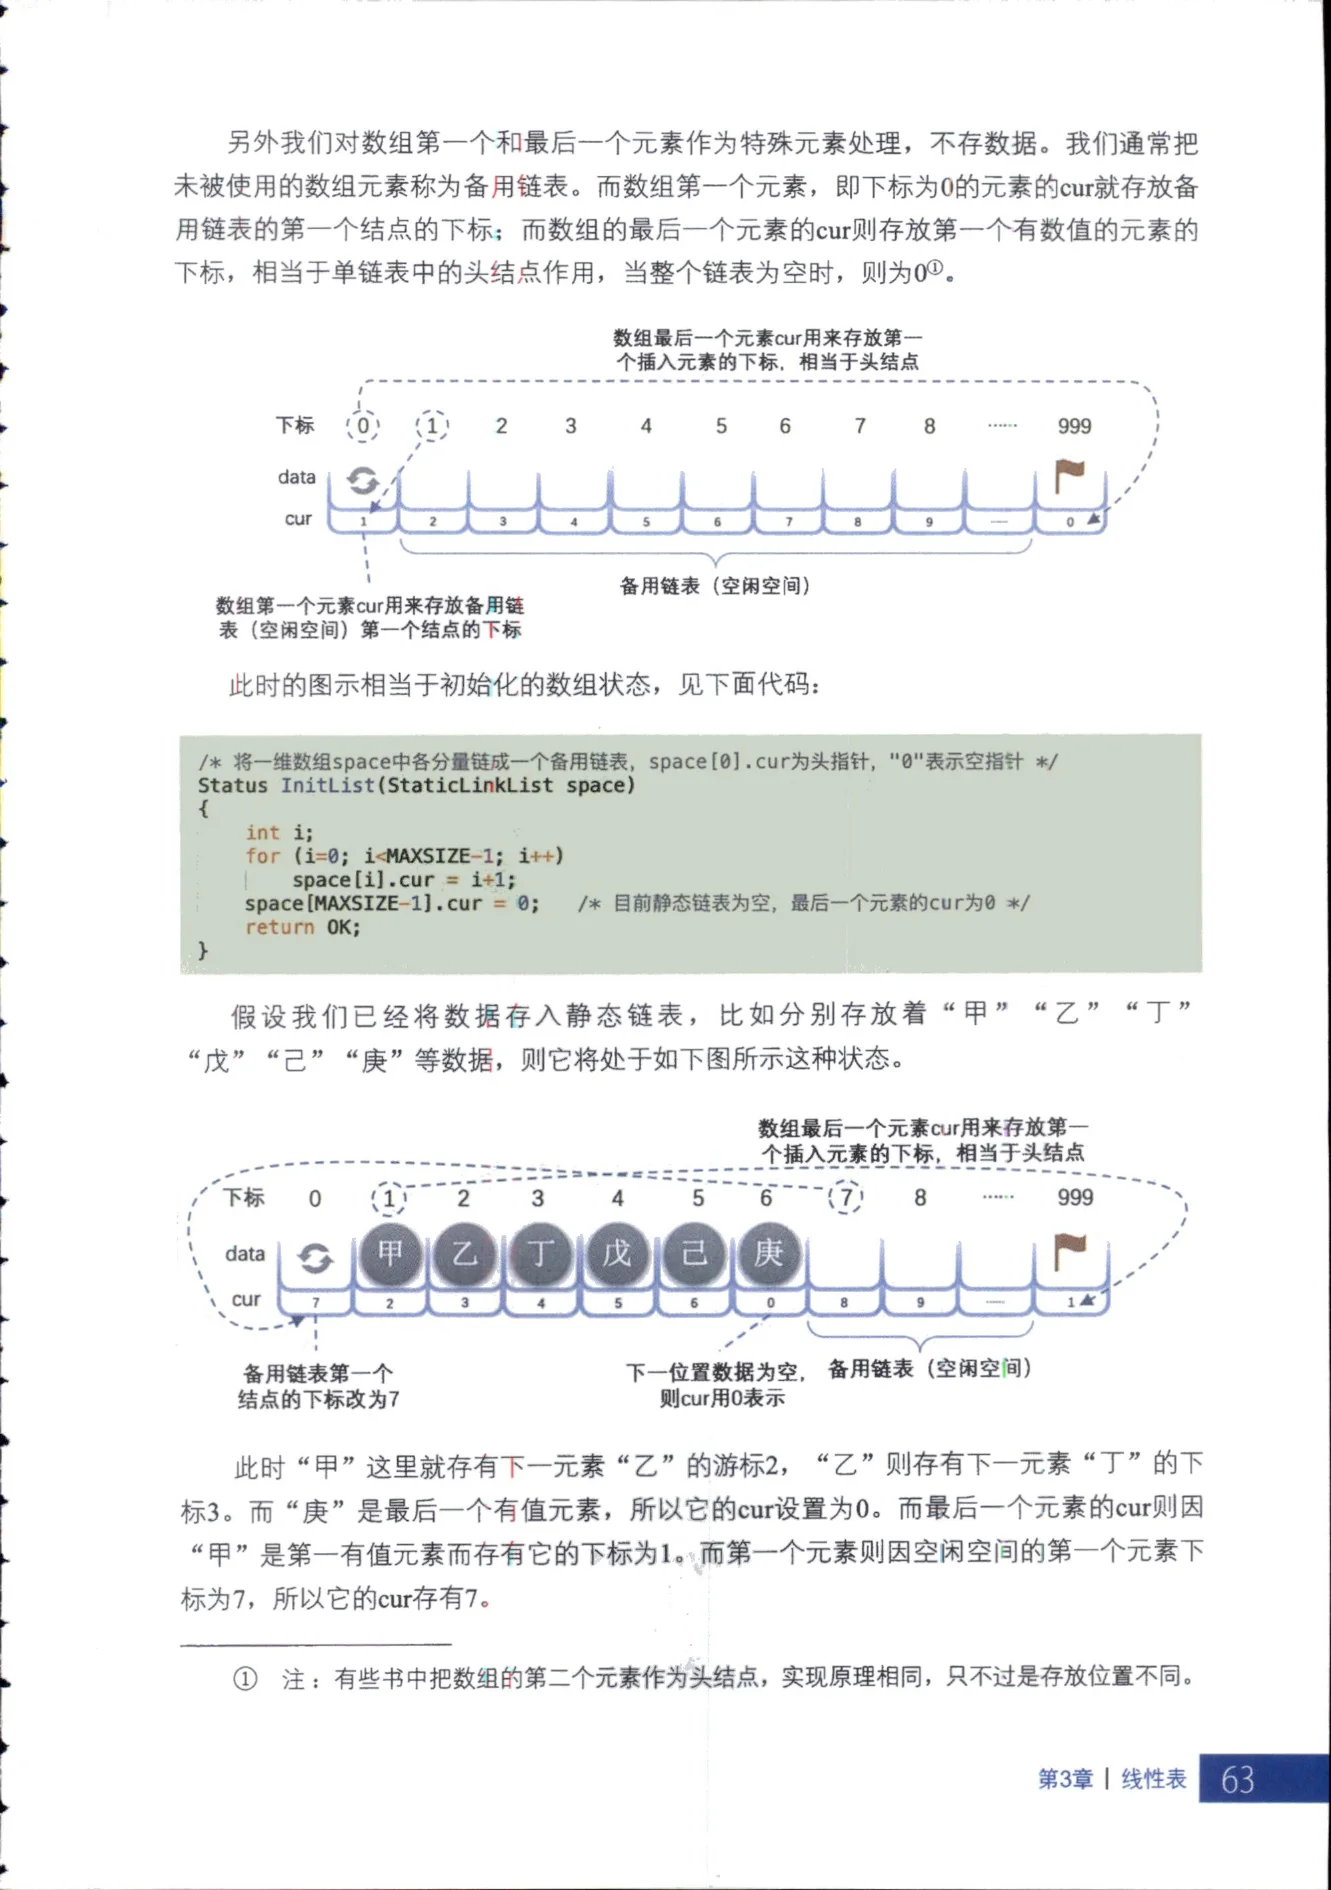 另外我们对数组第一个和最后一个元素作为特殊元素处理，不存数据。我们通常把
未被使用的数组元素称为备用链表。而数组第一个元素，即下标为0的元素的cur就存放备
用链表的第一个结点的下标；而数组的最后一个元素的cur则存放第一个有数值的元素的
下标，相当于单链表中的头结点作用，当整个链表为空时，则为0①。
数组最后一个元素cur用来存放第一
个插入元素的下标，相当于头结点
下标 0 1 2 3 4 5 6 7 8 …… 999
data
cur 1 2 3 4 5 6 7 8 9 — 0
备用链表（空闲空间）
数组第一个元素cur用来存放备用链
表（空闲空间）第一个结点的下标
此时的图示相当于初始化的数组状态，见下面代码：
/* 将一维数组space中各分量链成一个备用链表，space[0].cur为头指针，"0"表示空指针 */
Status InitList(StaticLinkList space)
{
    int i;
    for (i=0; i<MAXSIZE-1; i++)
        space[i].cur = i+1;
    space[MAXSIZE-1].cur = 0;   /* 目前静态链表为空，最后一个元素的cur为0 */
    return OK;
}
假设我们已经将数据存入静态链表，比如分别存放着“甲”“乙”“丁”
“戊”“己”“庚”等数据，则它将处于如下图所示这种状态。
数组最后一个元素cur用来存放第一
个插入元素的下标，相当于头结点
下标 0 1 2 3 4 5 6 7 8 …… 999
data 甲 乙 丁 戊 己 庚
cur 7 2 3 4 5 6 0 8 9 — 1
备用链表第一个
结点的下标改为7
下一位置数据为空，
则cur用0表示
备用链表（空闲空间）
此时“甲”这里就存有下一元素“乙”的游标2，“乙”则存有下一元素“丁”的下
标3。而“庚”是最后一个有值元素，所以它的cur设置为0。而最后一个元素的cur则因
“甲”是第一有值元素而存有它的下标为1。而第一个元素则因空闲空间的第一个元素下
标为7，所以它的cur存有7。
① 注：有些书中把数组的第二个元素作为头结点，实现原理相同，只不过是存放位置不同。
第3章 | 线性表 63